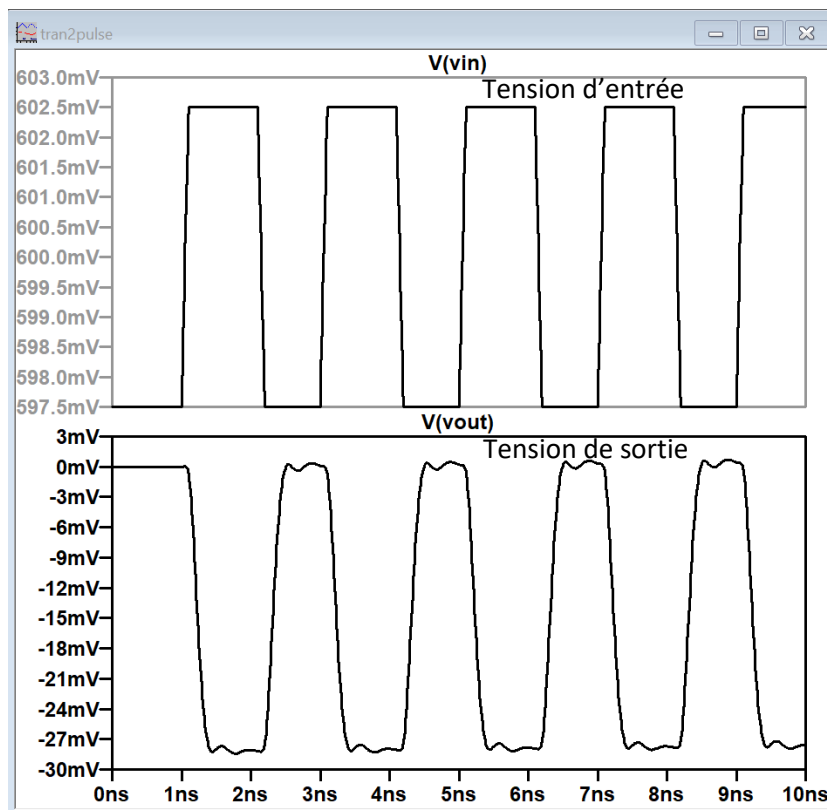 tran2pulse
V(vin)
Tension d’entrée
603.0mV
602.5mV
602.0mV
601.5mV
601.0mV
600.5mV
600.0mV
599.5mV
599.0mV
598.5mV
598.0mV
597.5mV
V(vout)
Tension de sortie
3mV
0mV
-3mV
-6mV
-9mV
-12mV
-15mV
-18mV
-21mV
-24mV
-27mV
-30mV
0ns 1ns 2ns 3ns 4ns 5ns 6ns 7ns 8ns 9ns 10ns